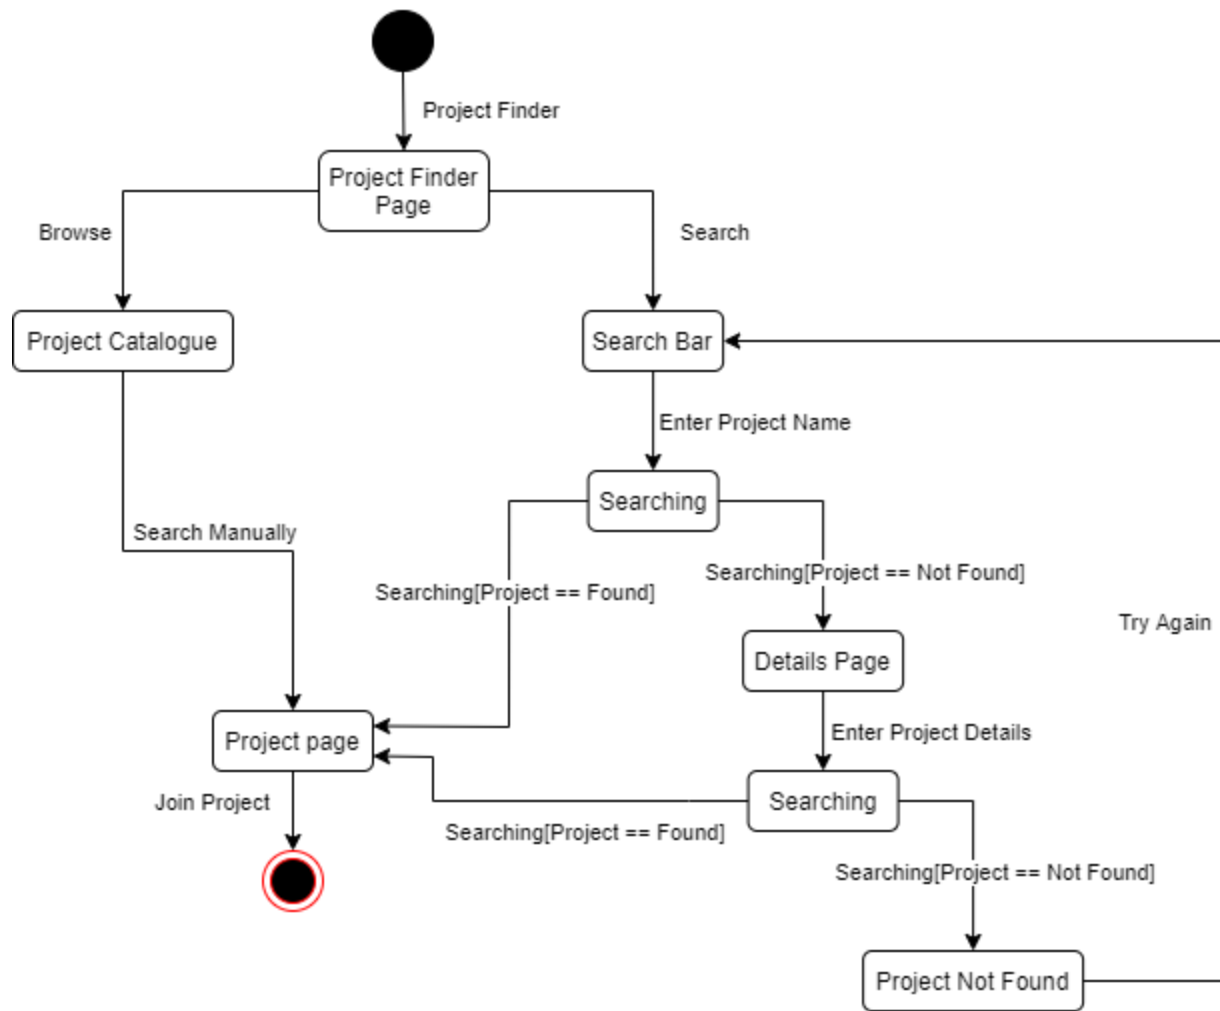 Project Finder
Project Finder
Page
Browse
Search
Project Catalogue
Search Bar
Enter Project Name
Searching
Search Manually
Searching[Project == Found]
Searching[Project == Not Found]
Try Again
Details Page
Project page
Enter Project Details
Join Project
Searching
Searching[Project == Found]
Searching[Project == Not Found]
Project Not Found